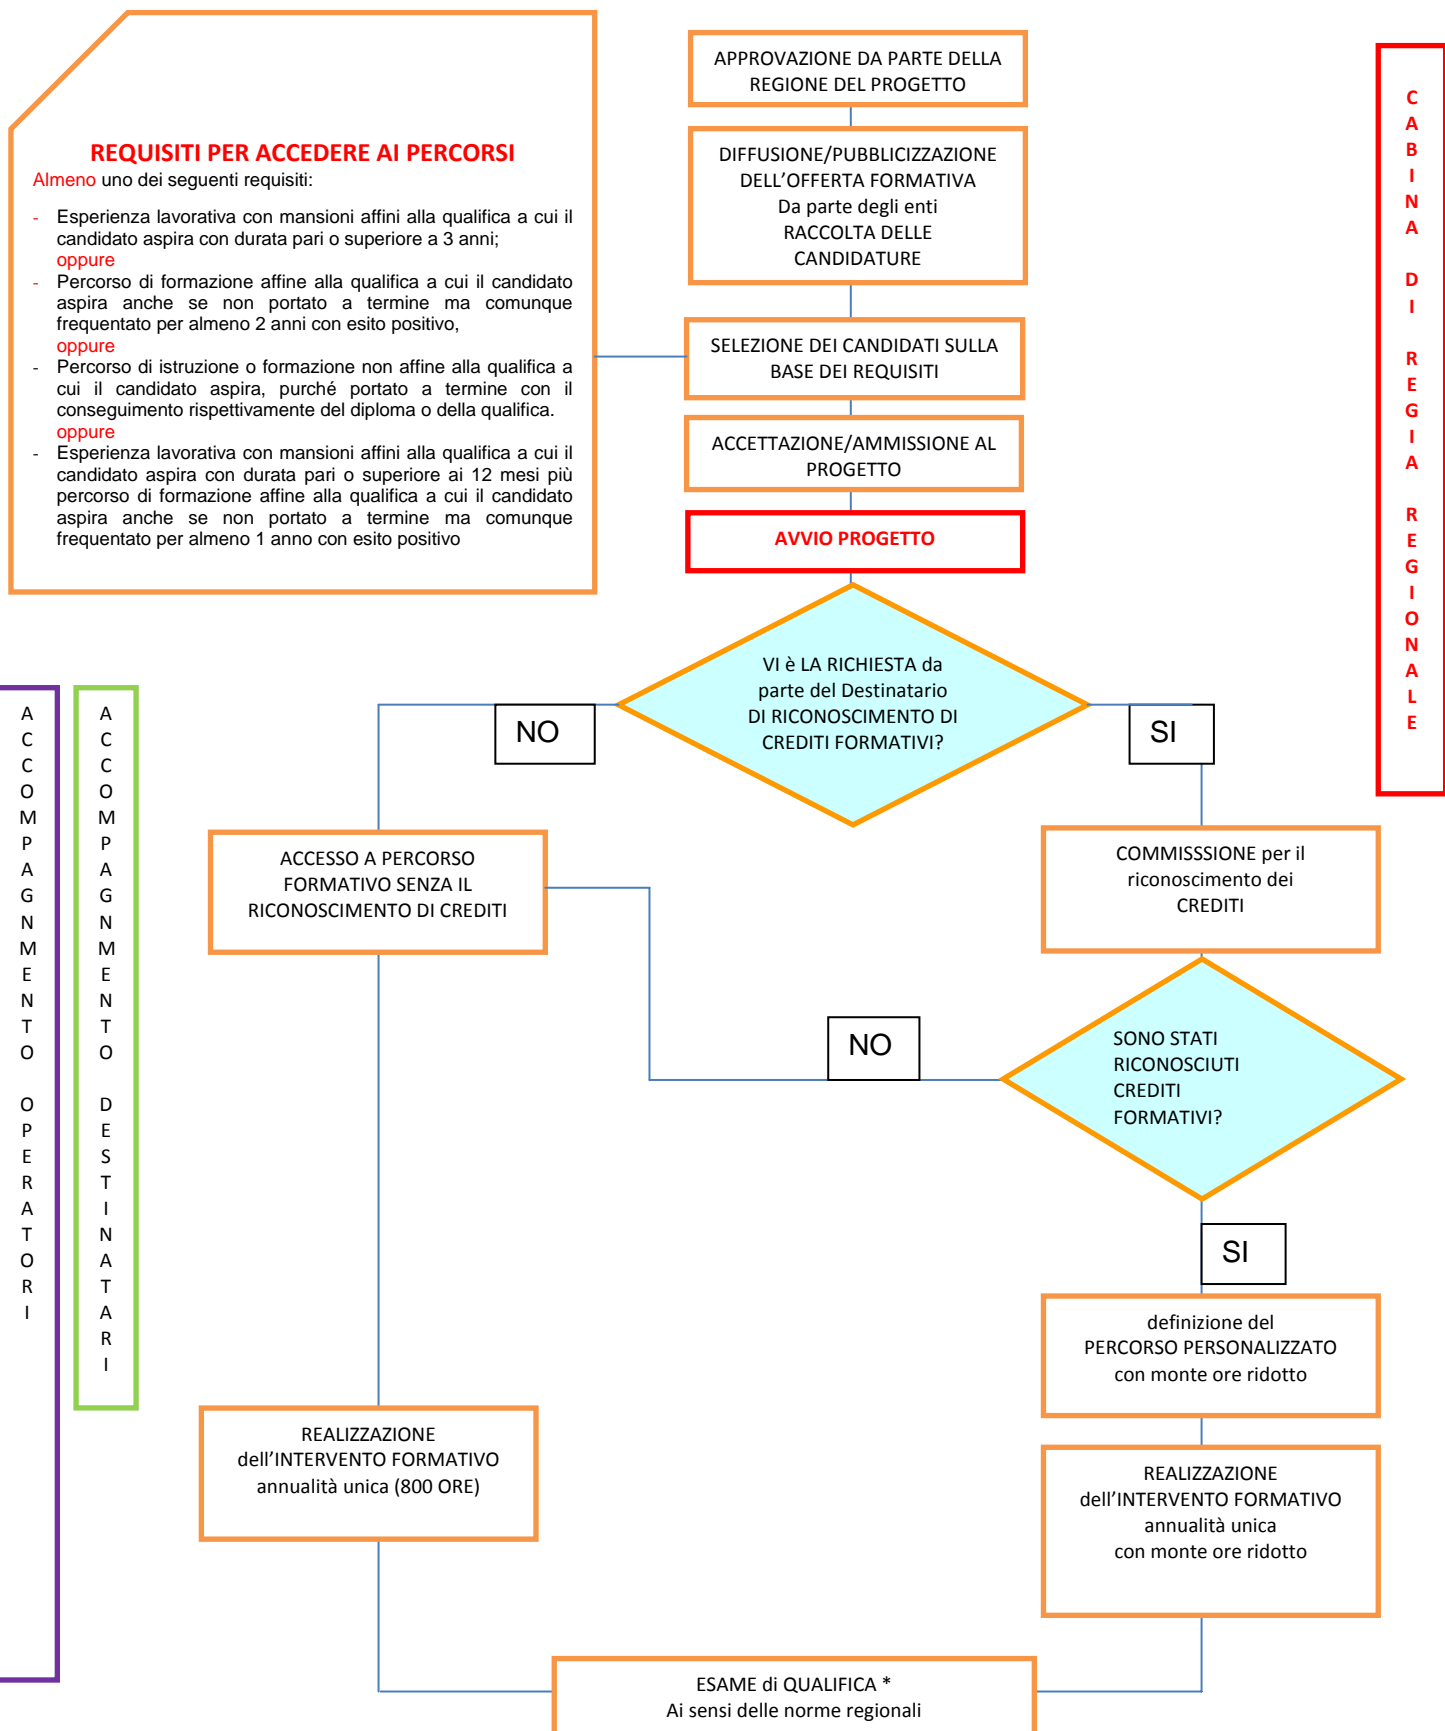 APPROVAZIONE DA PARTE DELLA
REGIONE DEL PROGETTO
DIFFUSIONE/PUBBLICIZZAZIONE
DELL’OFFERTA FORMATIVA
Da parte degli enti
RACCOLTA DELLE
CANDIDATURE
REQUISITI PER ACCEDERE AI PERCORSI
Almeno uno dei seguenti requisiti:
- Esperienza lavorativa con mansioni affini alla qualifica a cui il
candidato aspira con durata pari o superiore a 3 anni;
oppure
- Percorso di formazione affine alla qualifica a cui il candidato
aspira anche se non portato a termine ma comunque
frequentato per almeno 2 anni con esito positivo,
oppure
- Percorso di istruzione o formazione non affine alla qualifica a
cui il candidato aspira, purché portato a termine con il
conseguimento rispettivamente del diploma o della qualifica.
oppure
- Esperienza lavorativa con mansioni affini alla qualifica a cui il
candidato aspira con durata pari o superiore ai 12 mesi più
percorso di formazione affine alla qualifica a cui il candidato
aspira anche se non portato a termine ma comunque
frequentato per almeno 1 anno con esito positivo
SELEZIONE DEI CANDIDATI SULLA
BASE DEI REQUISITI
ACCETTAZIONE/AMMISSIONE AL
PROGETTO
AVVIO PROGETTO
CABINA DI REGIA REGIONALE
VI è LA RICHIESTA da
parte del Destinatario
DI RICONOSCIMENTO DI
CREDITI FORMATIVI?
NO
SI
ACCOMPAGNMENTO OPERATORI
ACCOMPAGNMENTO DESTINATARI
ACCESSO A PERCORSO
FORMATIVO SENZA IL
RICONOSCIMENTO DI CREDITI
COMMISSSIONE per il
riconoscimento dei
CREDITI
NO
SONO STATI
RICONOSCIUTI
CREDITI
FORMATIVI?
SI
definizione del
PERCORSO PERSONALIZZATO
con monte ore ridotto
REALIZZAZIONE
dell’INTERVENTO FORMATIVO
annualità unica (800 ORE)
REALIZZAZIONE
dell’INTERVENTO FORMATIVO
annualità unica
con monte ore ridotto
ESAME di QUALIFICA *
Ai sensi delle norme regionali